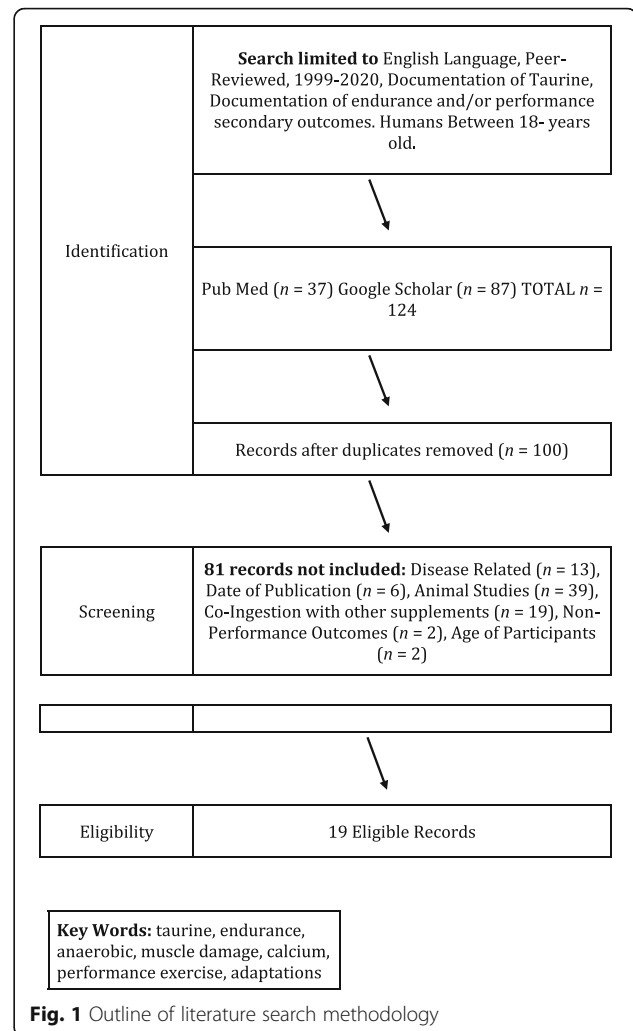 Search limited to English Language, Peer-
Reviewed, 1999-2020, Documentation of Taurine,
Documentation of endurance and/or performance
secondary outcomes. Humans Between 18- years
old.
Identification
Pub Med (n = 37) Google Scholar (n = 87) TOTAL n =
124
Records after duplicates removed (n = 100)
81 records not included: Disease Related (n = 13),
Date of Publication (n = 6), Animal Studies (n = 39),
Co-Ingestion with other supplements (n = 19), Non-
Performance Outcomes (n = 2), Age of Participants
(n = 2)
Screening
Eligibility
19 Eligible Records
Key Words: taurine, endurance,
anaerobic, muscle damage, calcium,
performance exercise, adaptations
Fig. 1 Outline of literature search methodology